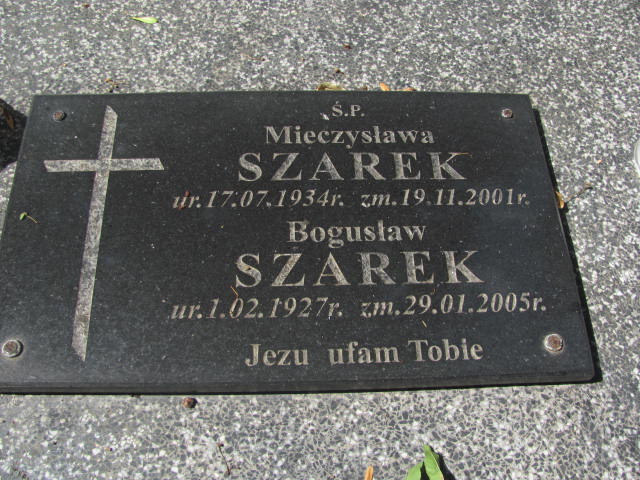 Ś.P.
Mieczysława
SZAREK
ur.17.07.1934r. zm.19.11.2001r.
Bogusław
SZAREK
ur.1.02.1927r. zm.29.01.2005r.
Jezu ufam Tobie